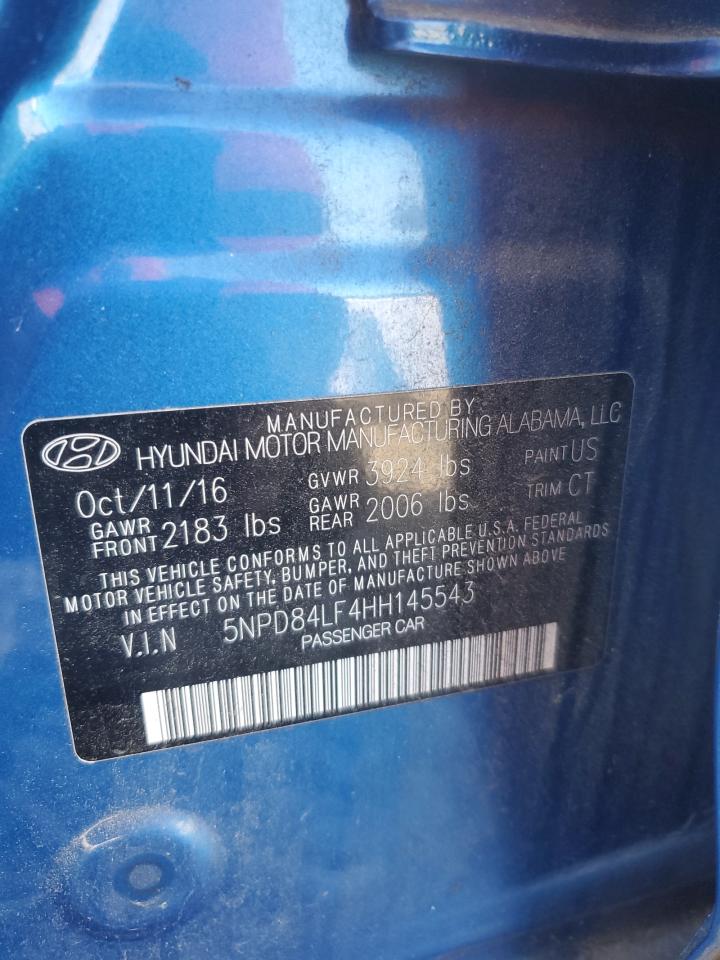 MANUFACTURED BY
HYUNDAI MOTOR MANUFACTURING ALABAMA, LLC
Oct/11/16 GVWR 3924 lbs PAINT US
GAWR FRONT 2183 lbs GAWR REAR 2006 lbs TRIM CT
THIS VEHICLE CONFORMS TO ALL APPLICABLE U.S.A. FEDERAL
MOTOR VEHICLE SAFETY, BUMPER, AND THEFT PREVENTION STANDARDS
IN EFFECT ON THE DATE OF MANUFACTURE SHOWN ABOVE
V.I.N 5NPD84LF4HH145543
PASSENGER CAR